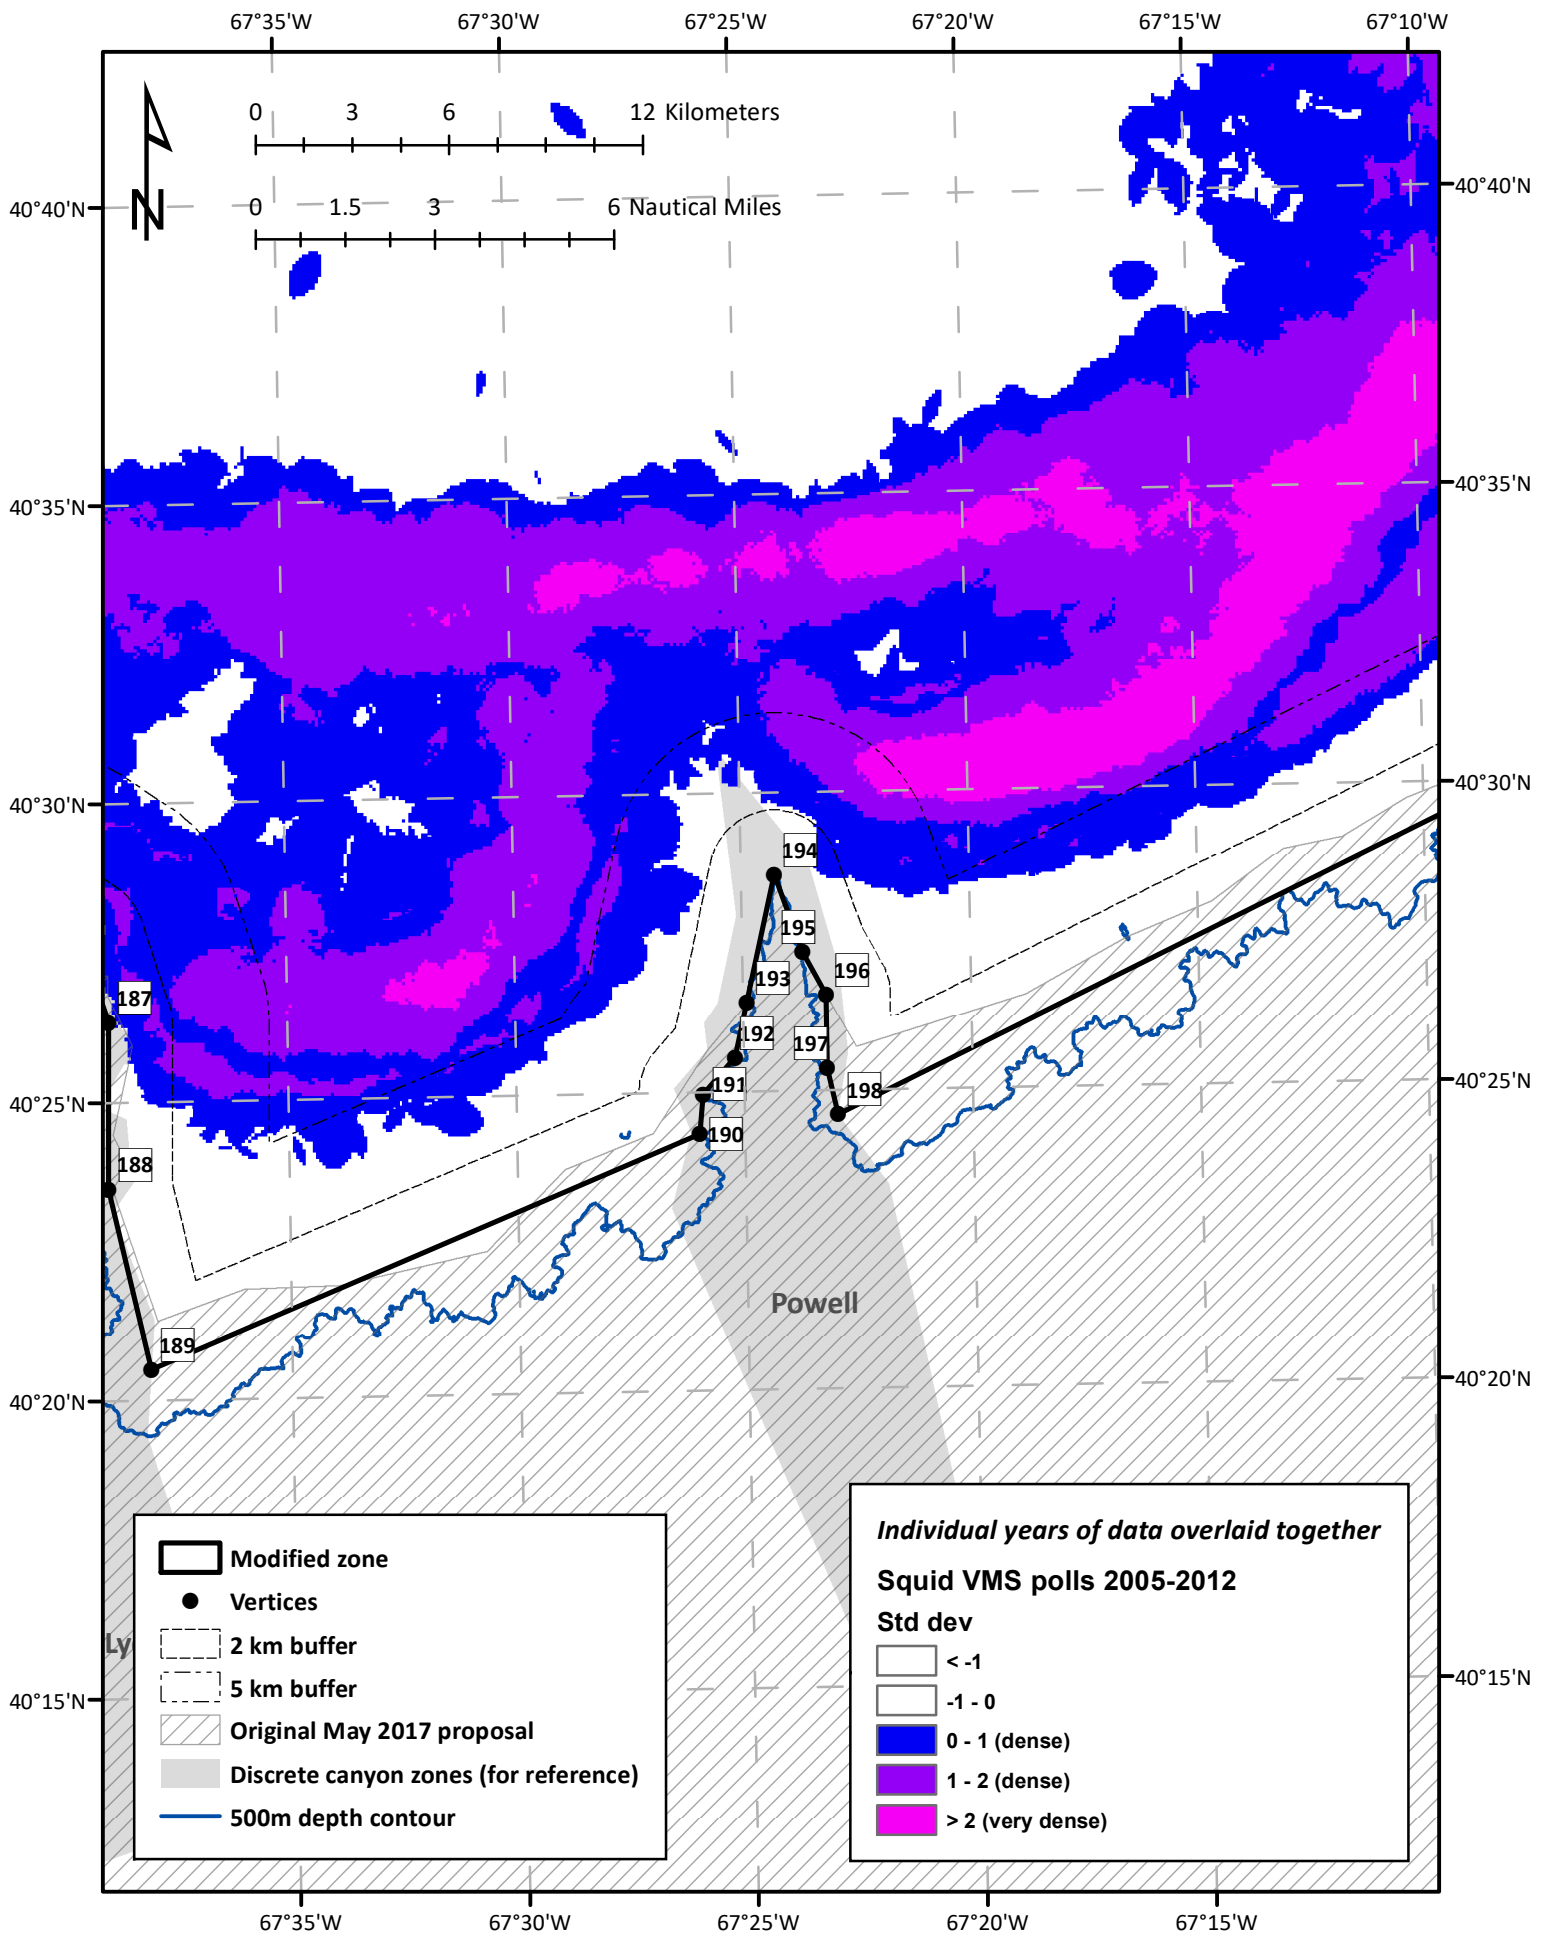 67°35'W 67°30'W 67°25'W 67°20'W 67°15'W 67°10'W
0 3 6 12 Kilometers
N
40°40'N 40°40'N
0 1.5 3 6 Nautical Miles
40°35'N 40°35'N
40°30'N 40°30'N
194
195
196
193
187
192
197
191
198
40°25'N 40°25'N
190
188
Powell
189
40°20'N 40°20'N
Individual years of data overlaid together
Squid VMS polls 2005-2012
Std dev
< -1
-1 - 0
0 - 1 (dense)
1 - 2 (dense)
> 2 (very dense)
Modified zone
Vertices
2 km buffer
5 km buffer
Original May 2017 proposal
Discrete canyon zones (for reference)
500m depth contour
Ly
40°15'N 40°15'N
67°35'W 67°30'W 67°25'W 67°20'W 67°15'W